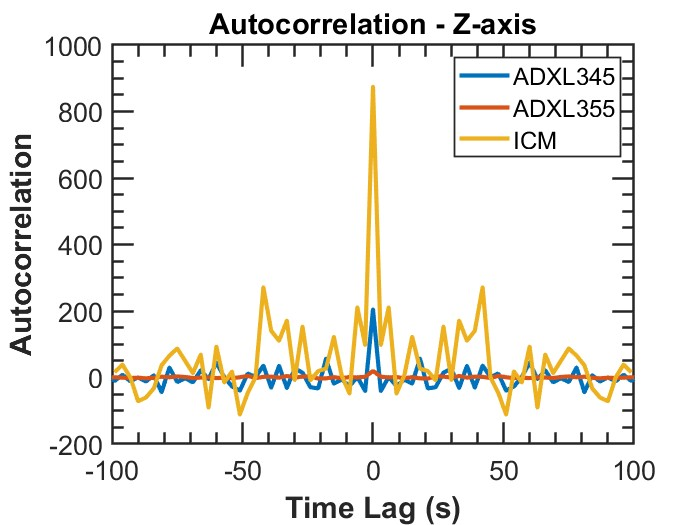 Autocorrelation - Z-axis
1000
800
600
400
200
0
-200
Autocorrelation
ADXL345
ADXL355
ICM
-100
-50
0
50
100
Time Lag (s)